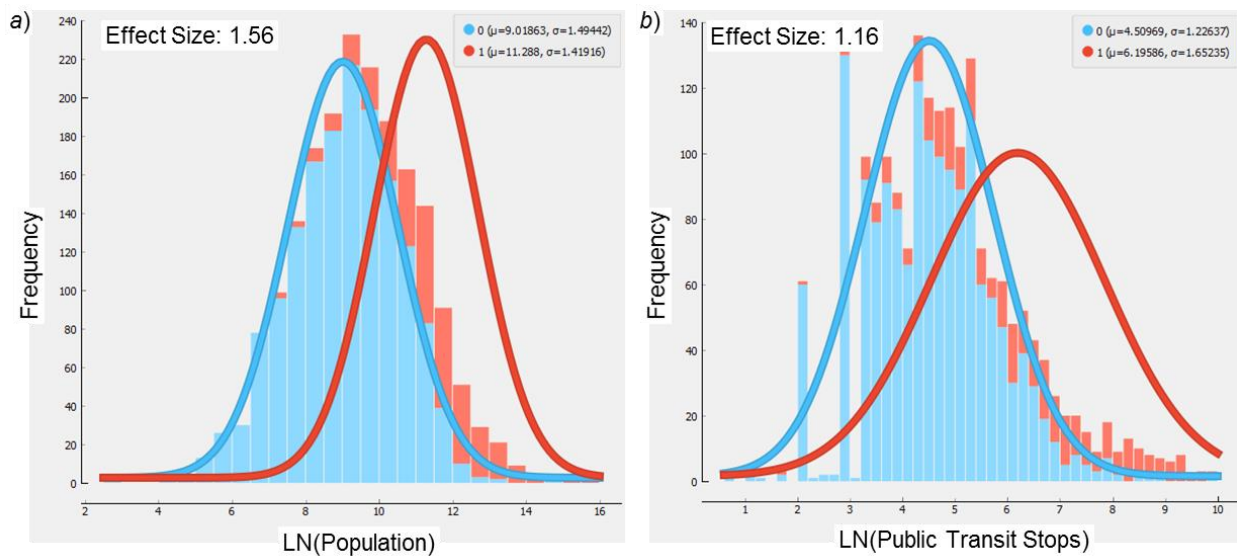 a)
Effect Size: 1.56
0 (μ=9.01863, σ=1.49442)
1 (μ=11.288, σ=1.41916)
240
220
200
180
160
140
120
100
80
60
40
20
0
Frequency
2 4 6 8 10 12 14 16
LN(Population)
b)
Effect Size: 1.16
0 (μ=4.50969, σ=1.22637)
1 (μ=6.19586, σ=1.65235)
140
120
100
80
60
40
20
0
Frequency
1 2 3 4 5 6 7 8 9 10
LN(Public Transit Stops)